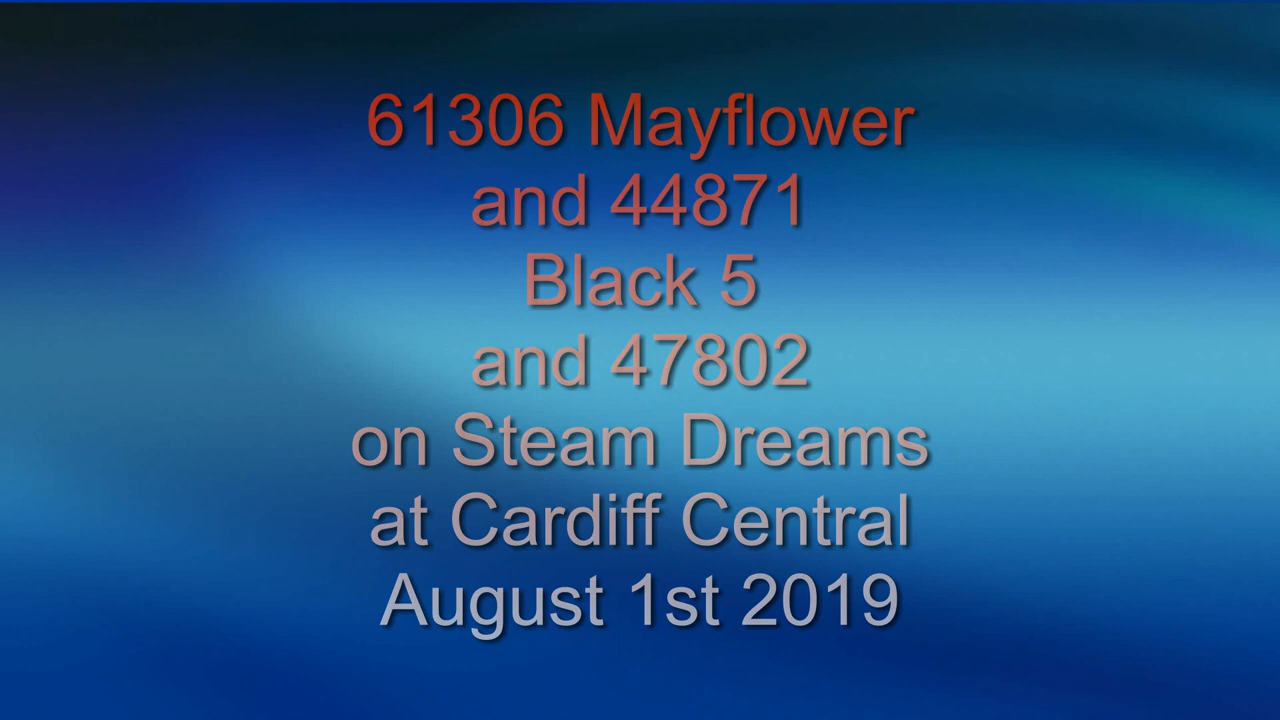 61306 Mayflower
and 44871
Black 5
and 47802
on Steam Dreams
at Cardiff Central
August 1st 2019